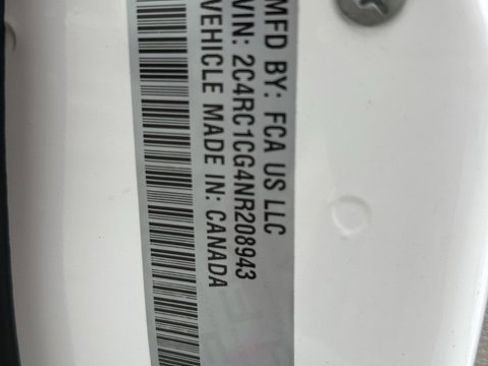 MFD BY: FCA US LLC
VIN: 2C4RC1CG4NR208943
VEHICLE MADE IN: CANADA